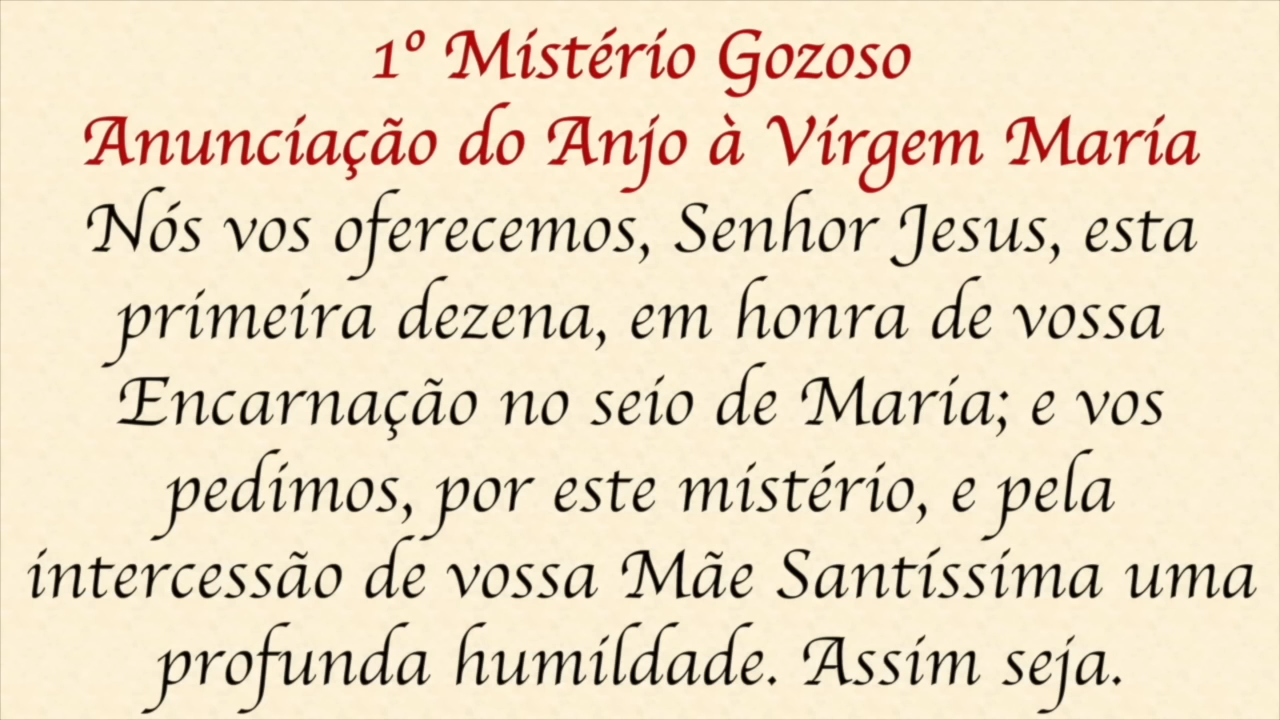 1º Mistério Gozoso
Anunciação do Anjo à Virgem Maria
Nós vos oferecemos, Senhor Jesus, esta
primeira dezena, em honra de vossa
Encarnação no seio de Maria; e vos
pedimos, por este mistério, e pela
intercessão de vossa Mãe Santíssima uma
profunda humildade. Assim seja.